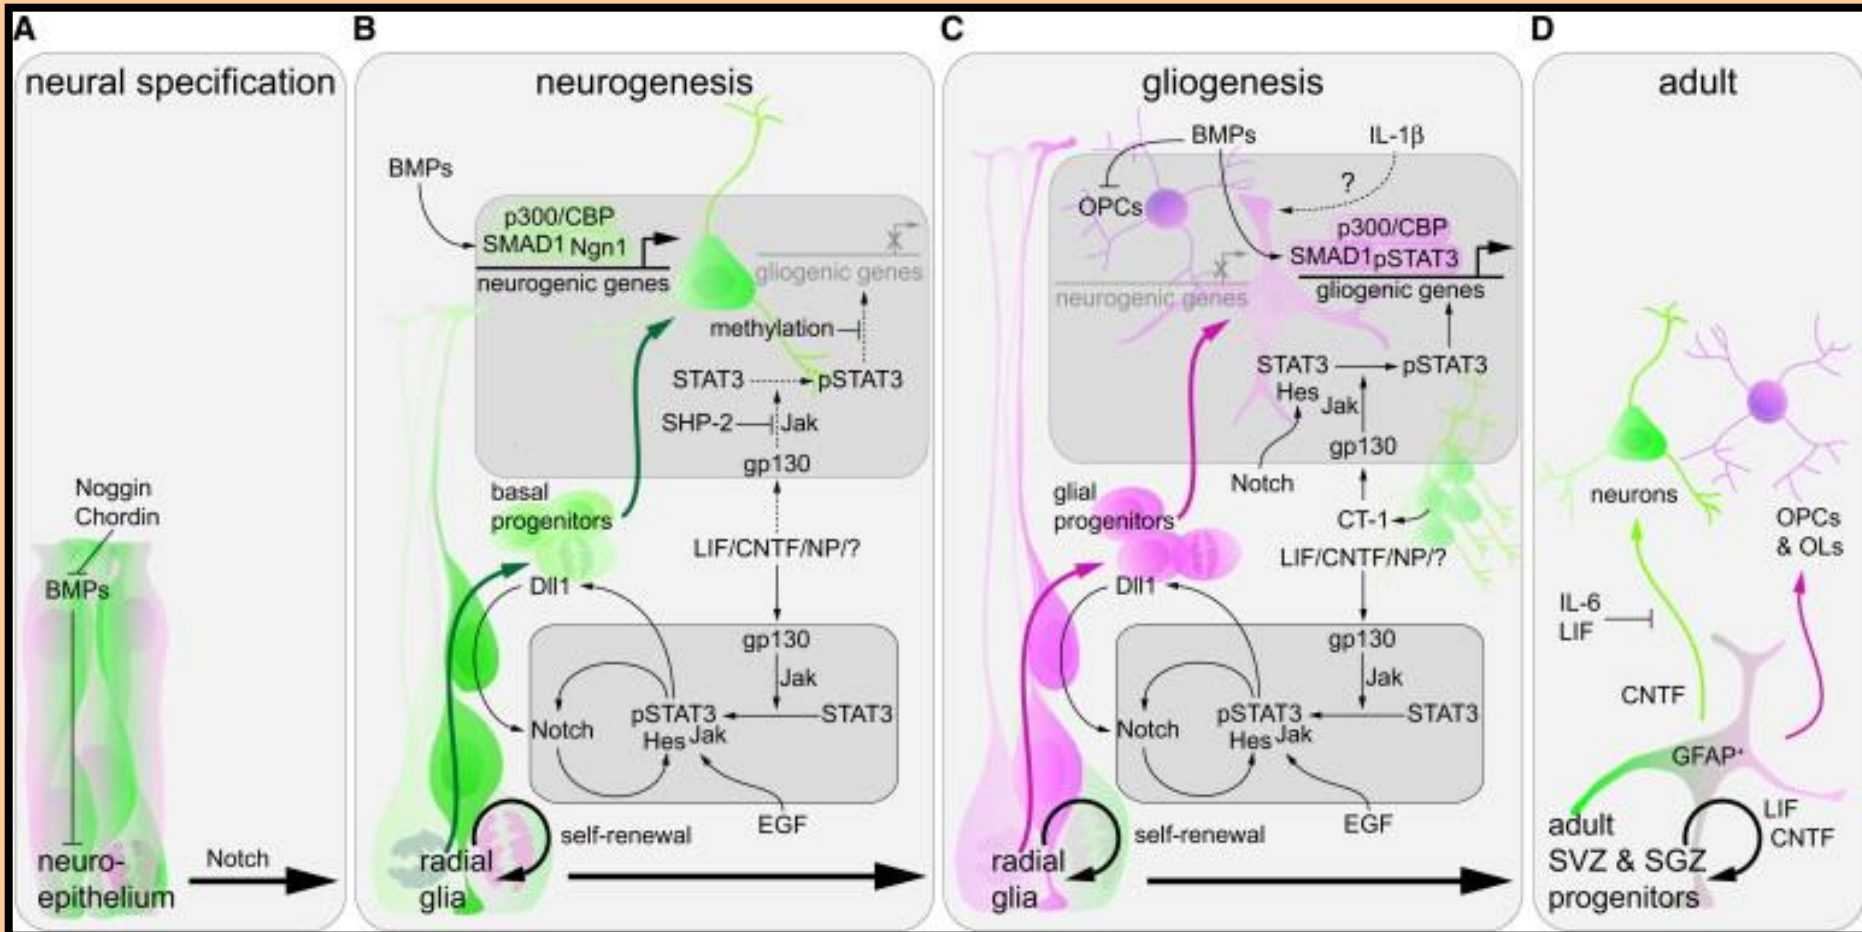 A
neural specification
Noggin
Chordin
BMPs
neuro-
epithelium
Notch
B
neurogenesis
BMPs
p300/CBP
SMAD1 Ngn1
neurogenic genes
gliogenic genes
methylation
STAT3
pSTAT3
SHP-2
Jak
gp130
basal
progenitors
LIF/CNTF/NP/?
Dll1
gp130
Jak
Notch
pSTAT3
STAT3
Hes Jak
EGF
self-renewal
radial
glia
C
gliogenesis
BMPs
IL-1β
?
OPCs
p300/CBP
SMAD1 pSTAT3
neurogenic genes
gliogenic genes
STAT3
pSTAT3
Hes
Jak
gp130
Notch
glial
progenitors
CT-1
LIF/CNTF/NP/?
Dll1
gp130
Jak
Notch
pSTAT3
STAT3
Hes Jak
EGF
self-renewal
radial
glia
D
adult
neurons
OPCs
& OLs
IL-6
LIF
CNTF
GFAP+
LIF
CNTF
adult
SVZ & SGZ
progenitors